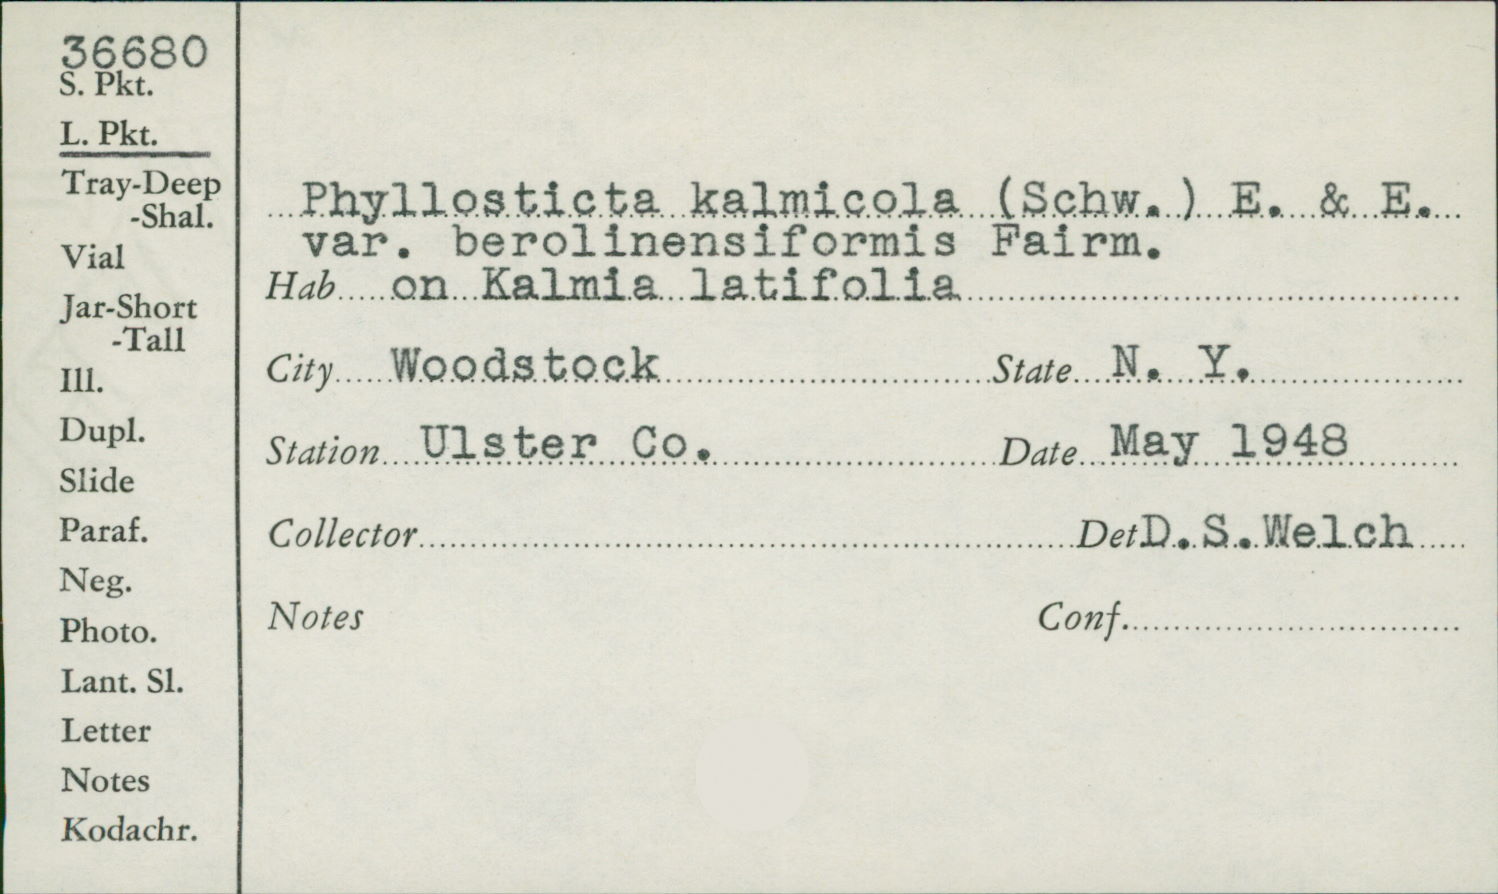 36680
S. Pkt.
L. Pkt.
Tray-Deep
-Shal.
Vial
Jar-Short
-Tall
Ill.
Dupl.
Slide
Paraf.
Neg.
Photo.
Lant. Sl.
Letter
Notes
Kodachr.
Phyllosticta kalmicola (Schw.) E. & E.
var. berolinensiformis Fairm.
Hab on Kalmia latifolia
City Woodstock State N. Y.
Station Ulster Co. Date May 1948
Collector Det D.S.Welch
Notes Conf.